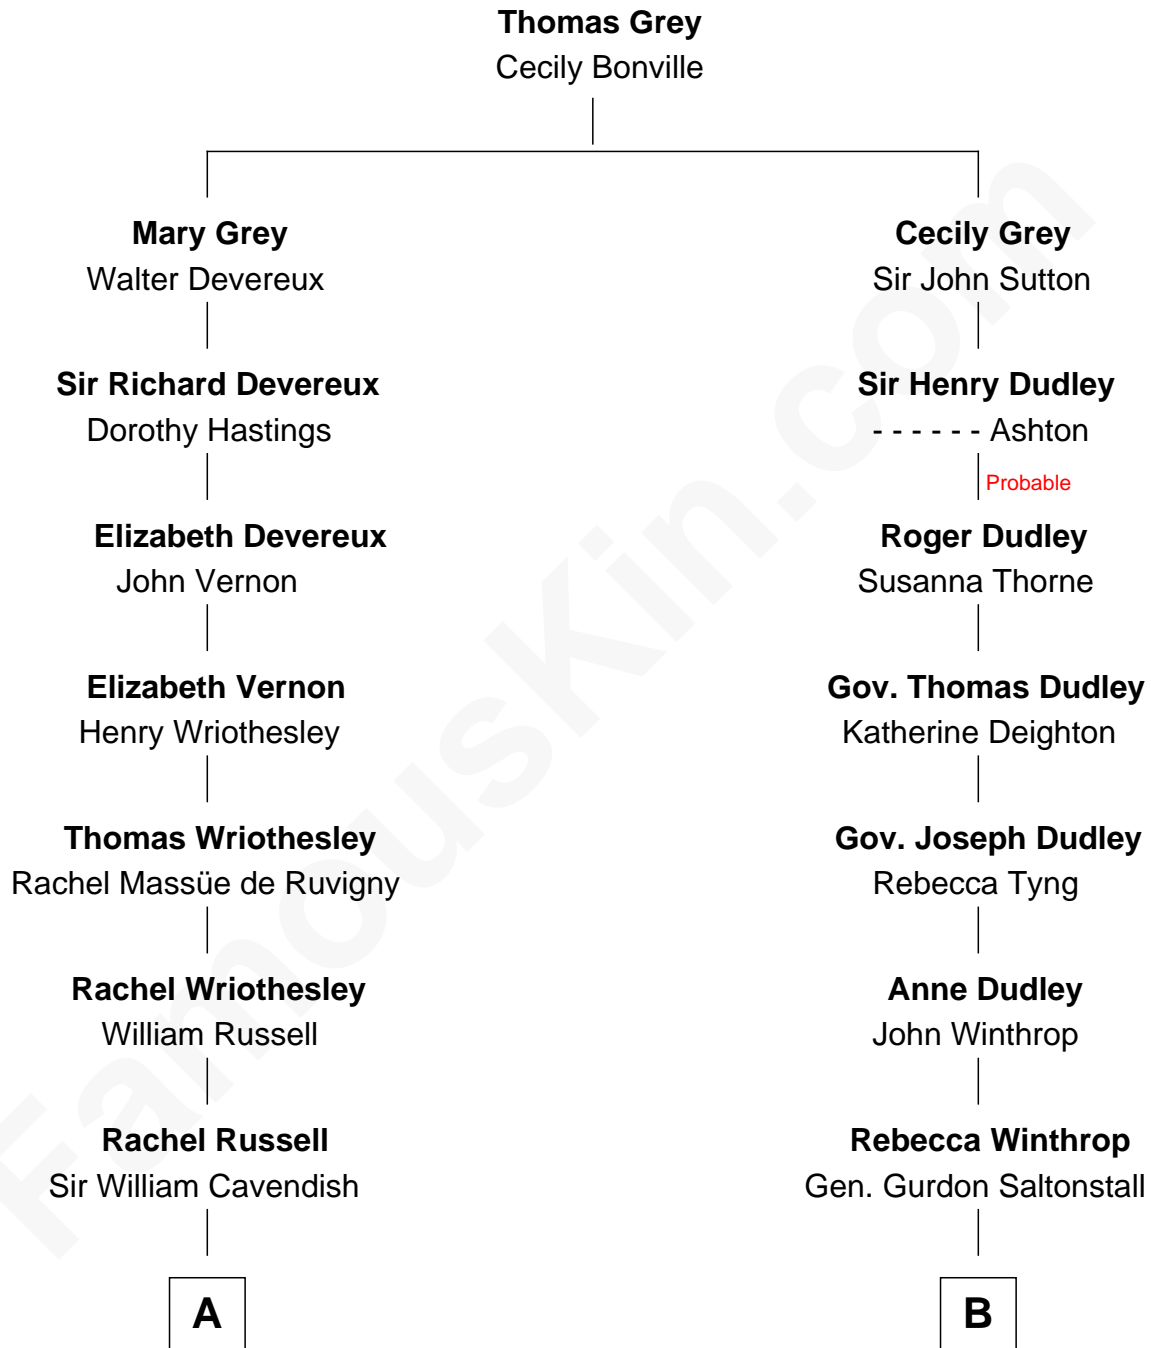 Thomas Grey
Cecily Bonville
Mary Grey
Walter Devereux
Cecily Grey
Sir John Sutton
Sir Richard Devereux
Dorothy Hastings
Sir Henry Dudley
- - - - - - Ashton
Probable
Elizabeth Devereux
John Vernon
Roger Dudley
Susanna Thorne
Elizabeth Vernon
Henry Wriothesley
Gov. Thomas Dudley
Katherine Deighton
Thomas Wriothesley
Rachel Massüe de Ruvigny
Gov. Joseph Dudley
Rebecca Tyng
Rachel Wriothesley
William Russell
Anne Dudley
John Winthrop
Rachel Russell
Sir William Cavendish
Rebecca Winthrop
Gen. Gurdon Saltonstall
A
B
FamousKin.com